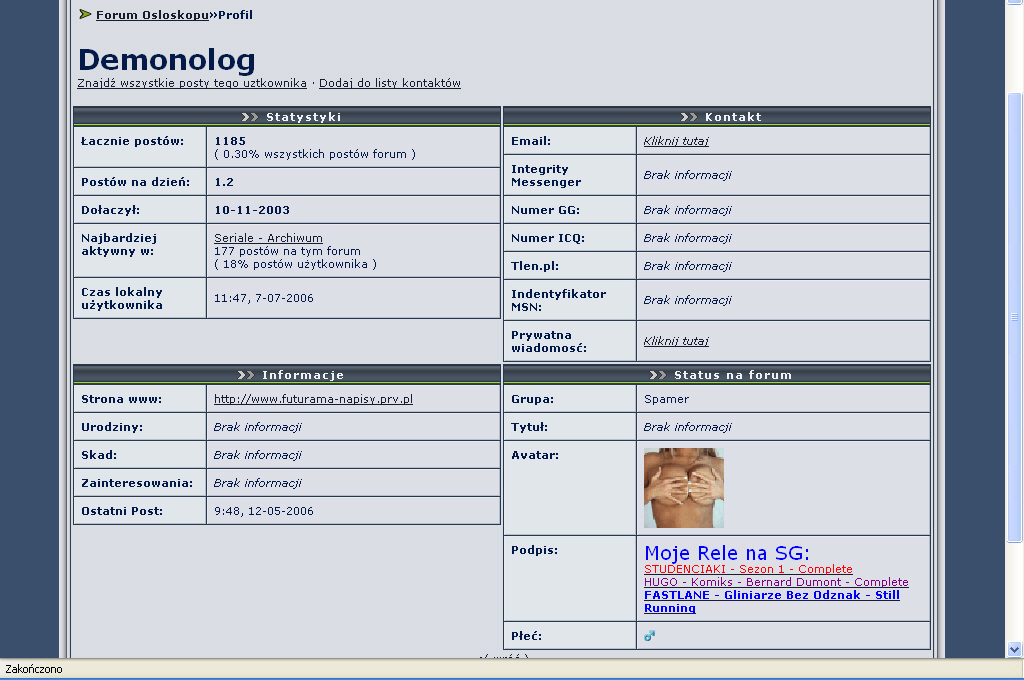 Forum Osloskopu»Profil
Demonolog
Znajdź wszystkie posty tego uztkownika · Dodaj do listy kontaktów
Statystyki
Łacznie postów: 1185
( 0.30% wszystkich postów forum )
Postów na dzień: 1.2
Dołaczył: 10-11-2003
Najbardziej aktywny w: Seriale - Archiwum
177 postów na tym forum
( 18% postów użytkownika )
Czas lokalny użytkownika 11:47, 7-07-2006
Kontakt
Email: Kliknij tutaj
Integrity Messenger Brak informacji
Numer GG: Brak informacji
Numer ICQ: Brak informacji
Tlen.pl: Brak informacji
Indentyfikator MSN: Brak informacji
Prywatna wiadomosć: Kliknij tutaj
Informacje
Strona www: http://www.futurama-napisy.prv.pl
Urodziny: Brak informacji
Skad: Brak informacji
Zainteresowania: Brak informacji
Ostatni Post: 9:48, 12-05-2006
Status na forum
Grupa: Spamer
Tytuł: Brak informacji
Avatar:
Podpis: Moje Rele na SG:
STUDENCIAKI - Sezon 1 - Complete
HUGO - Komiks - Bernard Dumont - Complete
FASTLANE - Gliniarze Bez Odznak - Still
Running
Płeć:
Zakończono